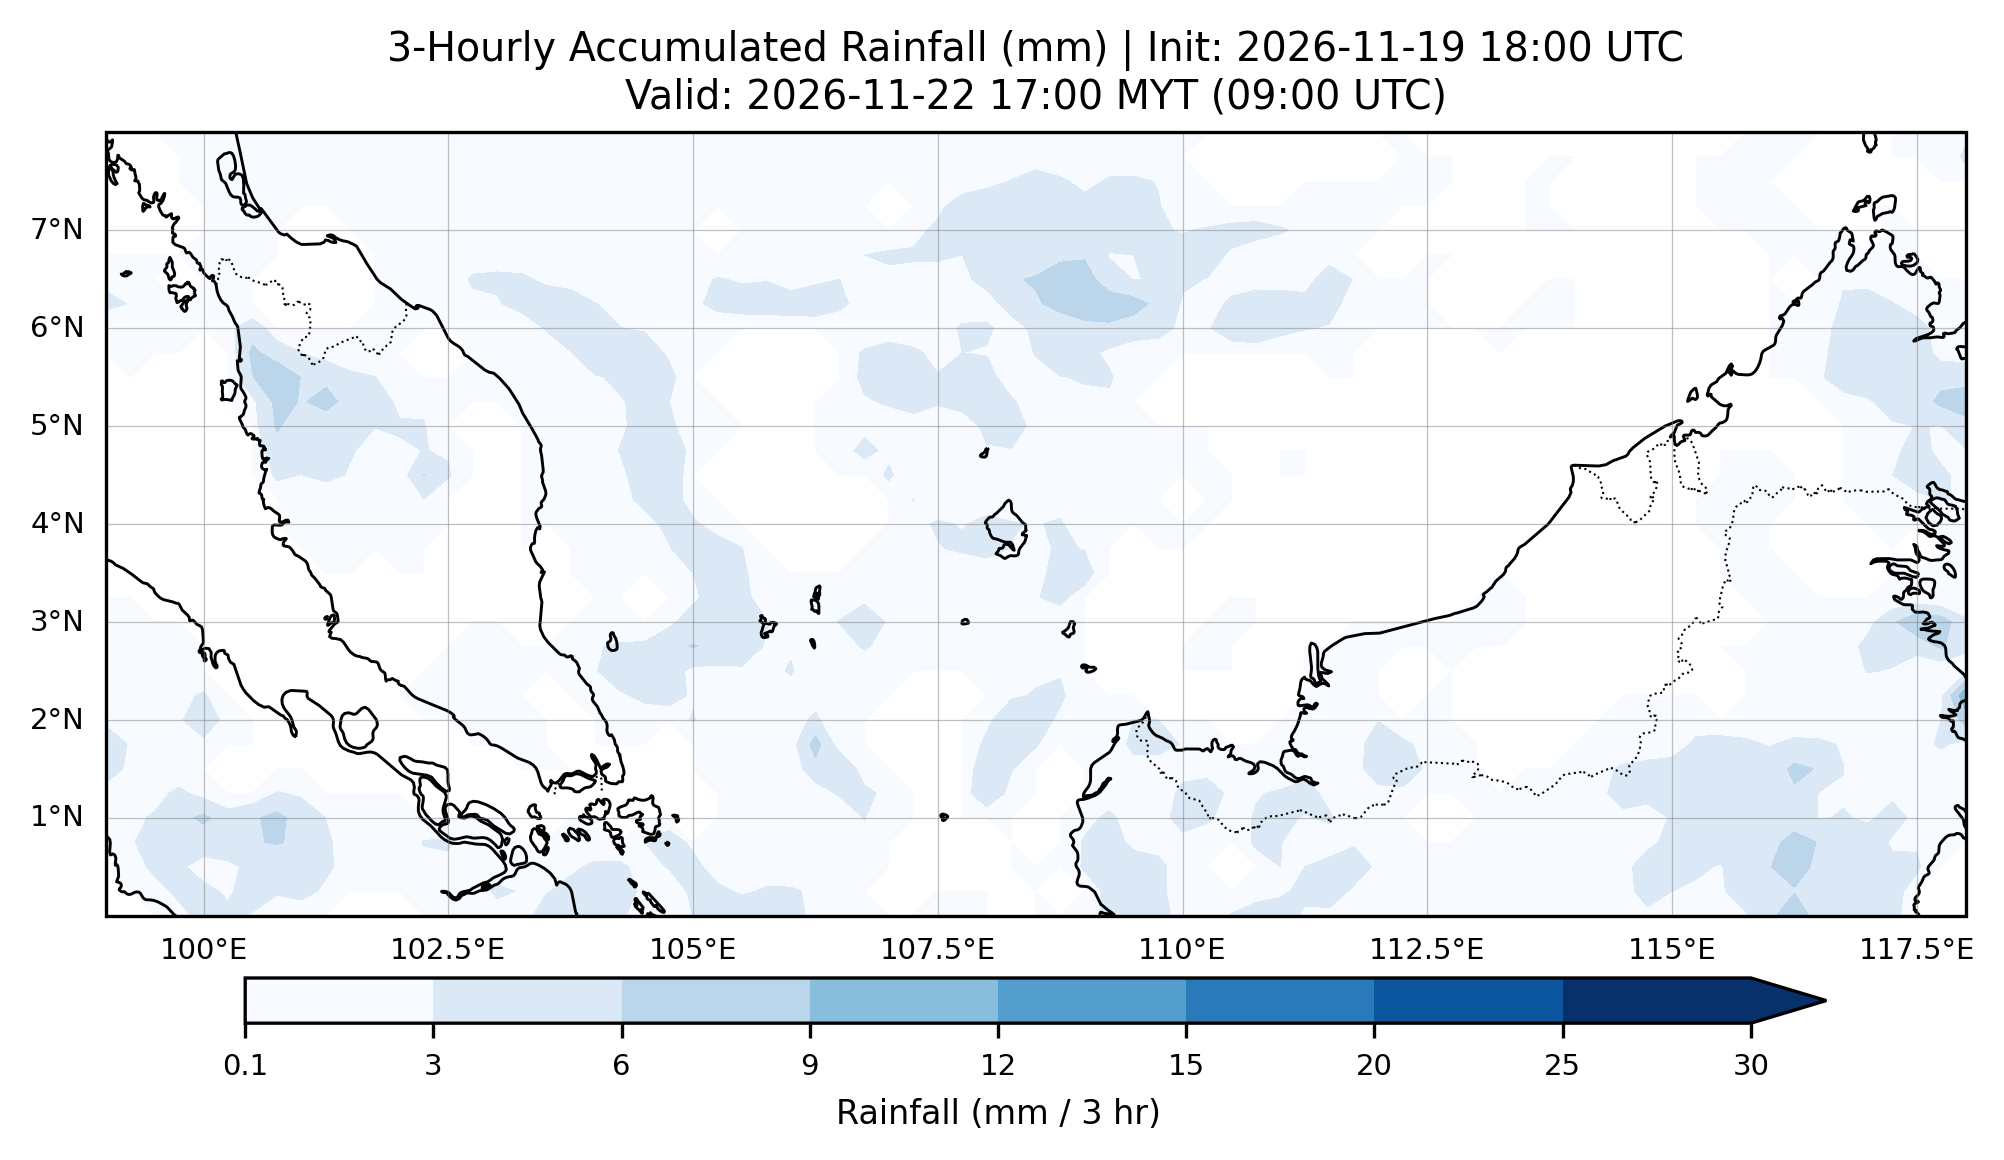 3-Hourly Accumulated Rainfall (mm) | Init: 2026-11-19 18:00 UTC
Valid: 2026-11-22 17:00 MYT (09:00 UTC)
7°N
6°N
5°N
4°N
3°N
2°N
1°N
100°E 102.5°E 105°E 107.5°E 110°E 112.5°E 115°E 117.5°E
0.1 3 6 9 12 15 20 25 30
Rainfall (mm / 3 hr)